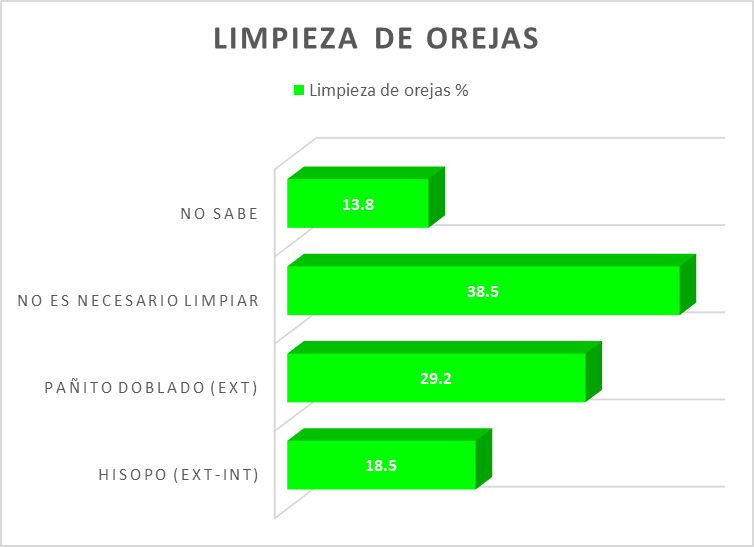 LIMPIEZA DE OREJAS
Limpieza de orejas %
NO SABE
13.8
NO ES NECESARIO LIMPIAR
38.5
PAÑITO DOBLADO (EXT)
29.2
HISOPO (EXT-INT)
18.5